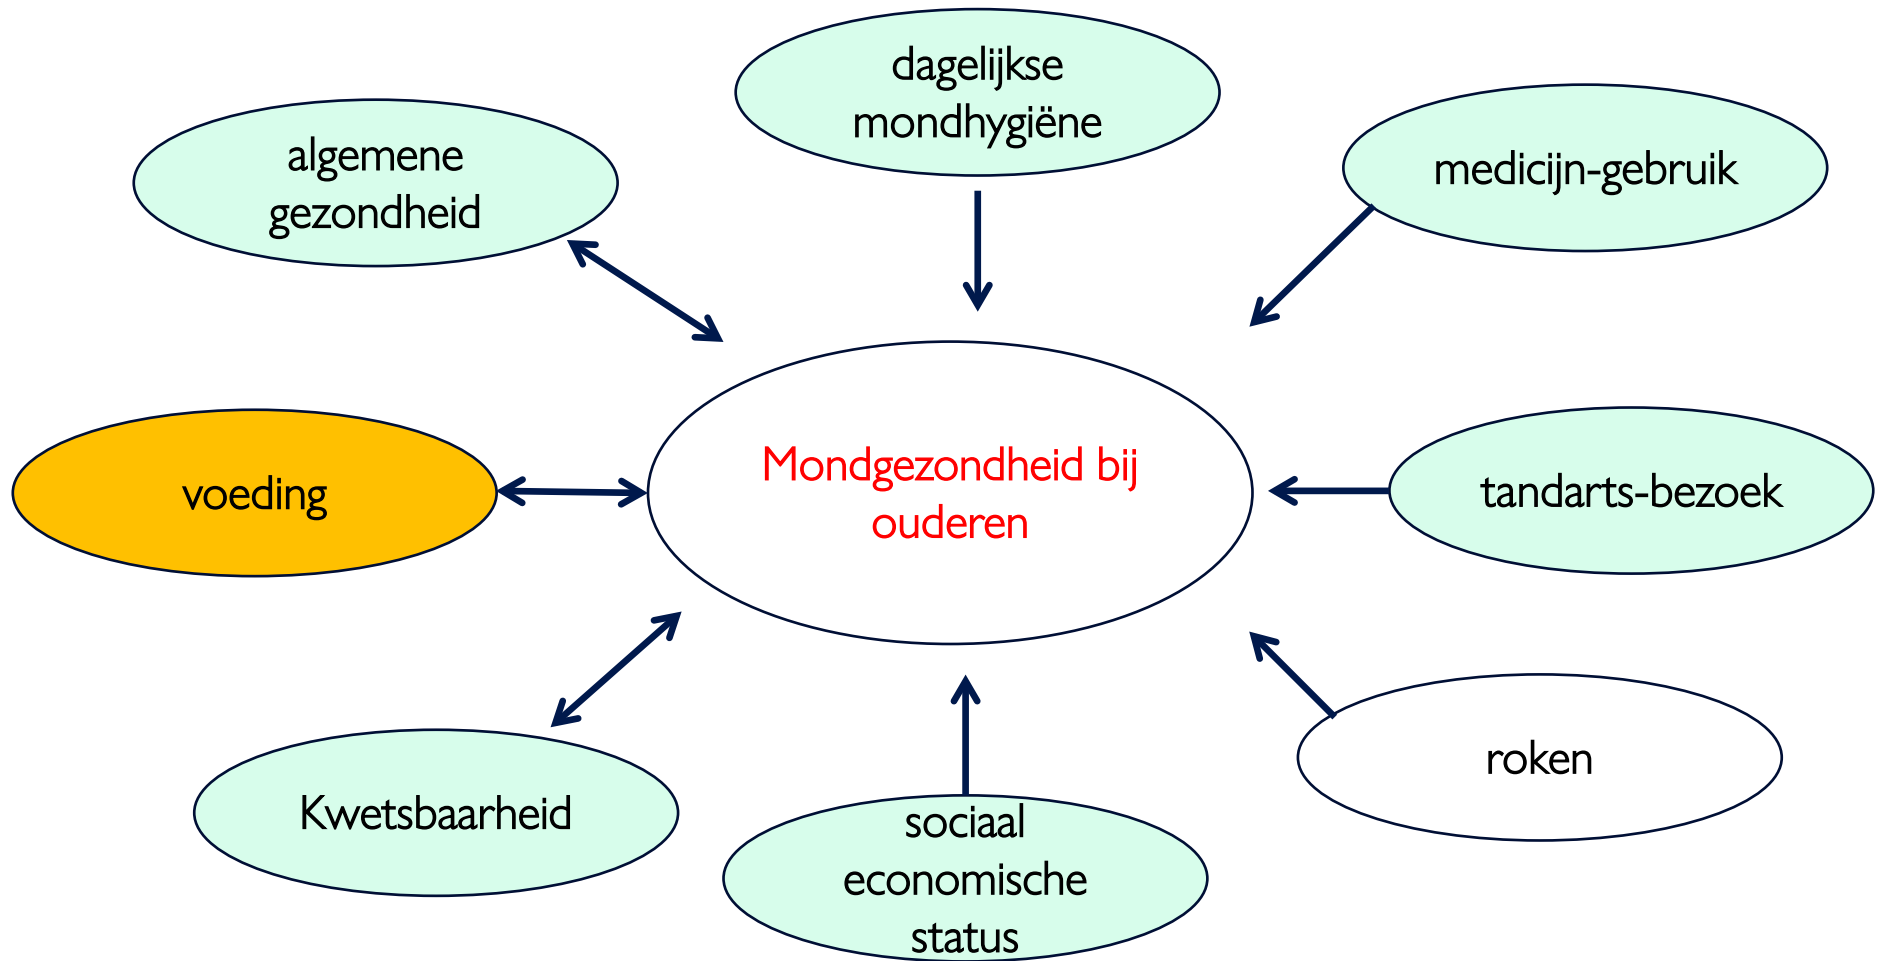 dagelijkse
mondhygiëne
algemene
gezondheid
medicijn-gebruik
voeding
Mondgezondheid bij
ouderen
tandarts-bezoek
Kwetsbaarheid
roken
sociaal
economische
status